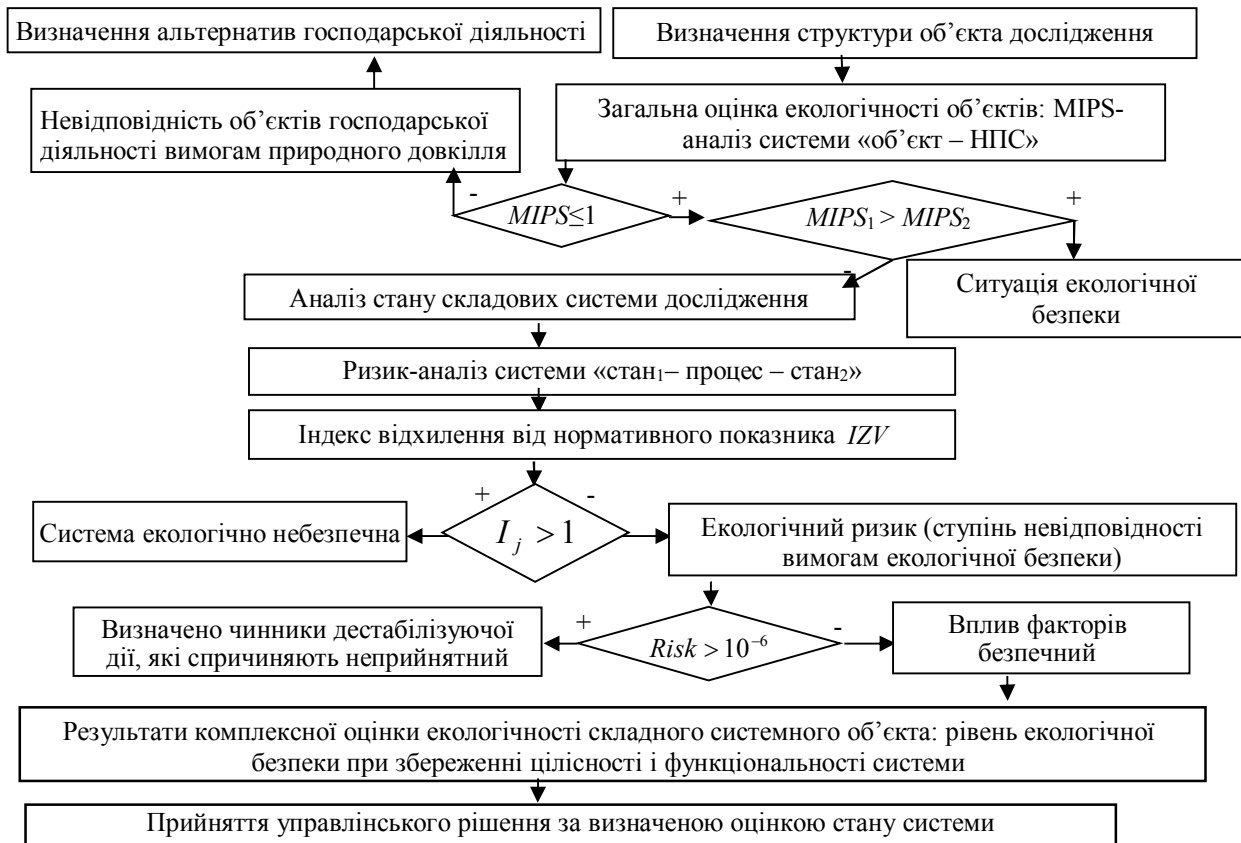 Визначення альтернатив господарської діяльності
Визначення структури об’єкта дослідження
Невідповідність об’єктів господарської
діяльності вимогам природного довкілля
Загальна оцінка екологічності об’єктів: MIPS-
аналіз системи «об’єкт – НПС»
-
MIPS≤1
+
MIPS₁ > MIPS₂
+
-
Ситуація екологічної
безпеки
Аналіз стану складових системи дослідження
Ризик-аналіз системи «стан₁– процес – стан₂»
Індекс відхилення від нормативного показника IZV
+
-
I j > 1
Система екологічно небезпечна
Екологічний ризик (ступінь невідповідності
вимогам екологічної безпеки)
+
-
Risk > 10⁻⁶
Визначено чинники дестабілізуючої
дії, які спричиняють неприйнятний
Вплив факторів
безпечний
Результати комплексної оцінки екологічності складного системного об’єкта: рівень екологічної
безпеки при збереженні цілісності і функціональності системи
Прийняття управлінського рішення за визначеною оцінкою стану системи